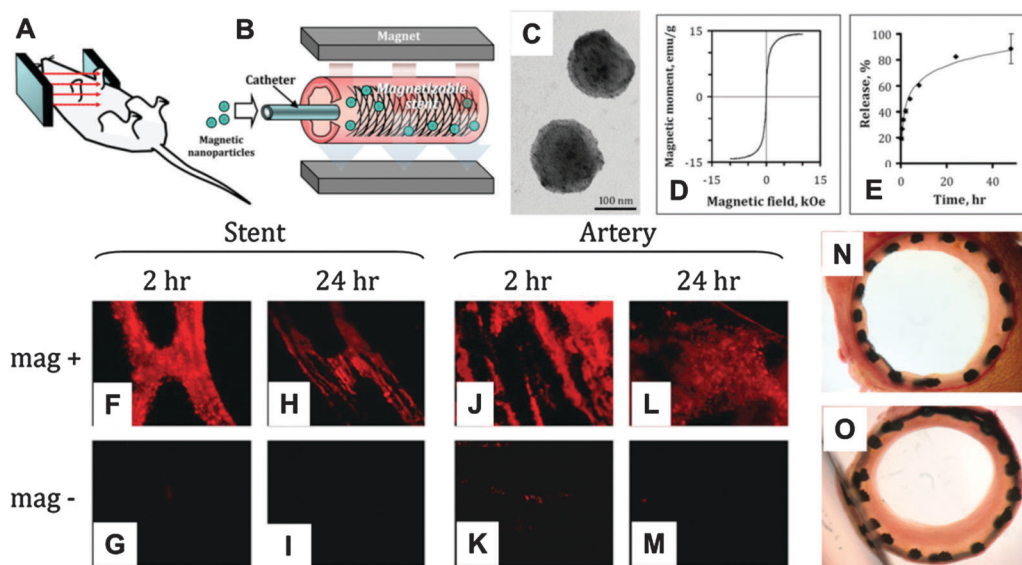 A
B
Magnet
Catheter
Magnetizable
stent
Magnetic
nanoparticles
C
100 nm
Magnetic moment, emu/g
15
0
-15
-10
0
10
D
Magnetic field, kOe
Release, %
100
80
60
40
20
0
0
20
40
E
Time, hr
Stent
Artery
2 hr
24 hr
2 hr
24 hr
mag +
F
H
J
L
mag -
G
I
K
M
N
O